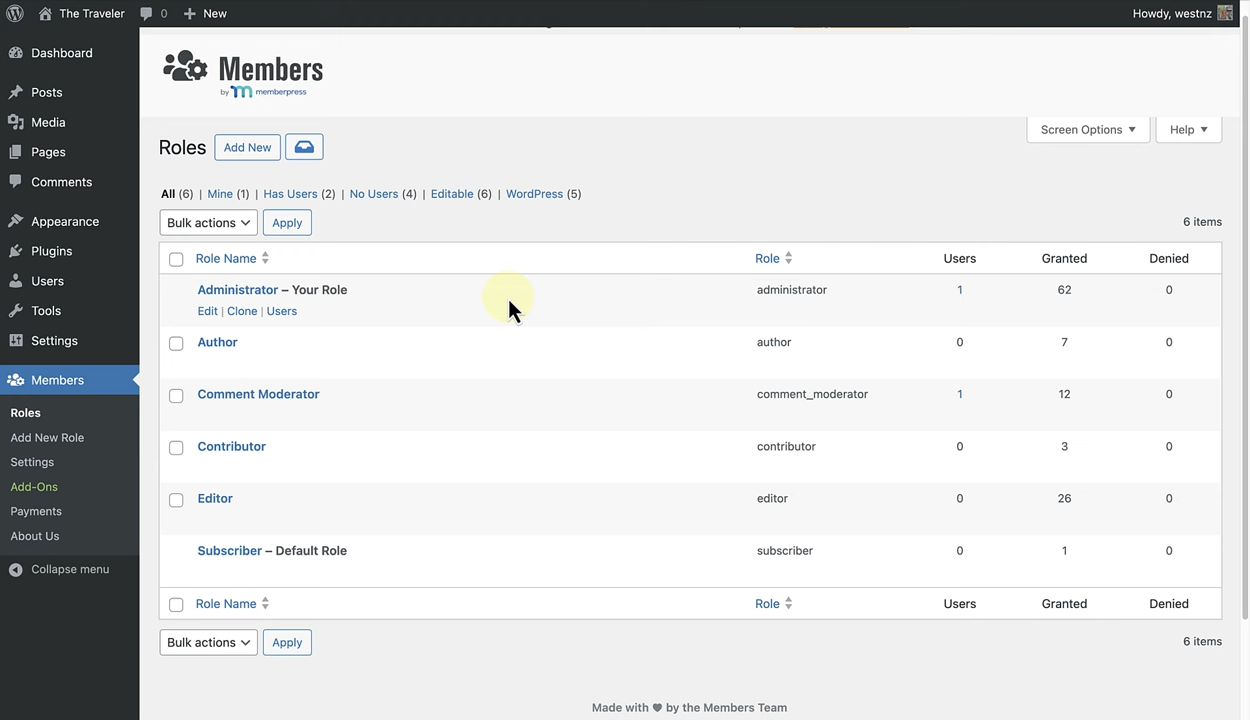 The Traveler 0 New Howdy, westnz
Dashboard
Posts
Media
Pages
Comments
Appearance
Plugins
Users
Tools
Settings
Members
Roles
Add New Role
Settings
Add-Ons
Payments
About Us
Collapse menu
Members
by memberpress
Screen Options Help
Roles Add New
All (6) | Mine (1) | Has Users (2) | No Users (4) | Editable (6) | WordPress (5)
Bulk actions Apply 6 items
Role Name Role Users Granted Denied
Administrator – Your Role administrator 1 62 0
Edit | Clone | Users
Author author 0 7 0
Comment Moderator comment_moderator 1 12 0
Contributor contributor 0 3 0
Editor editor 0 26 0
Subscriber – Default Role subscriber 0 1 0
Role Name Role Users Granted Denied
Bulk actions Apply 6 items
Made with ♥ by the Members Team